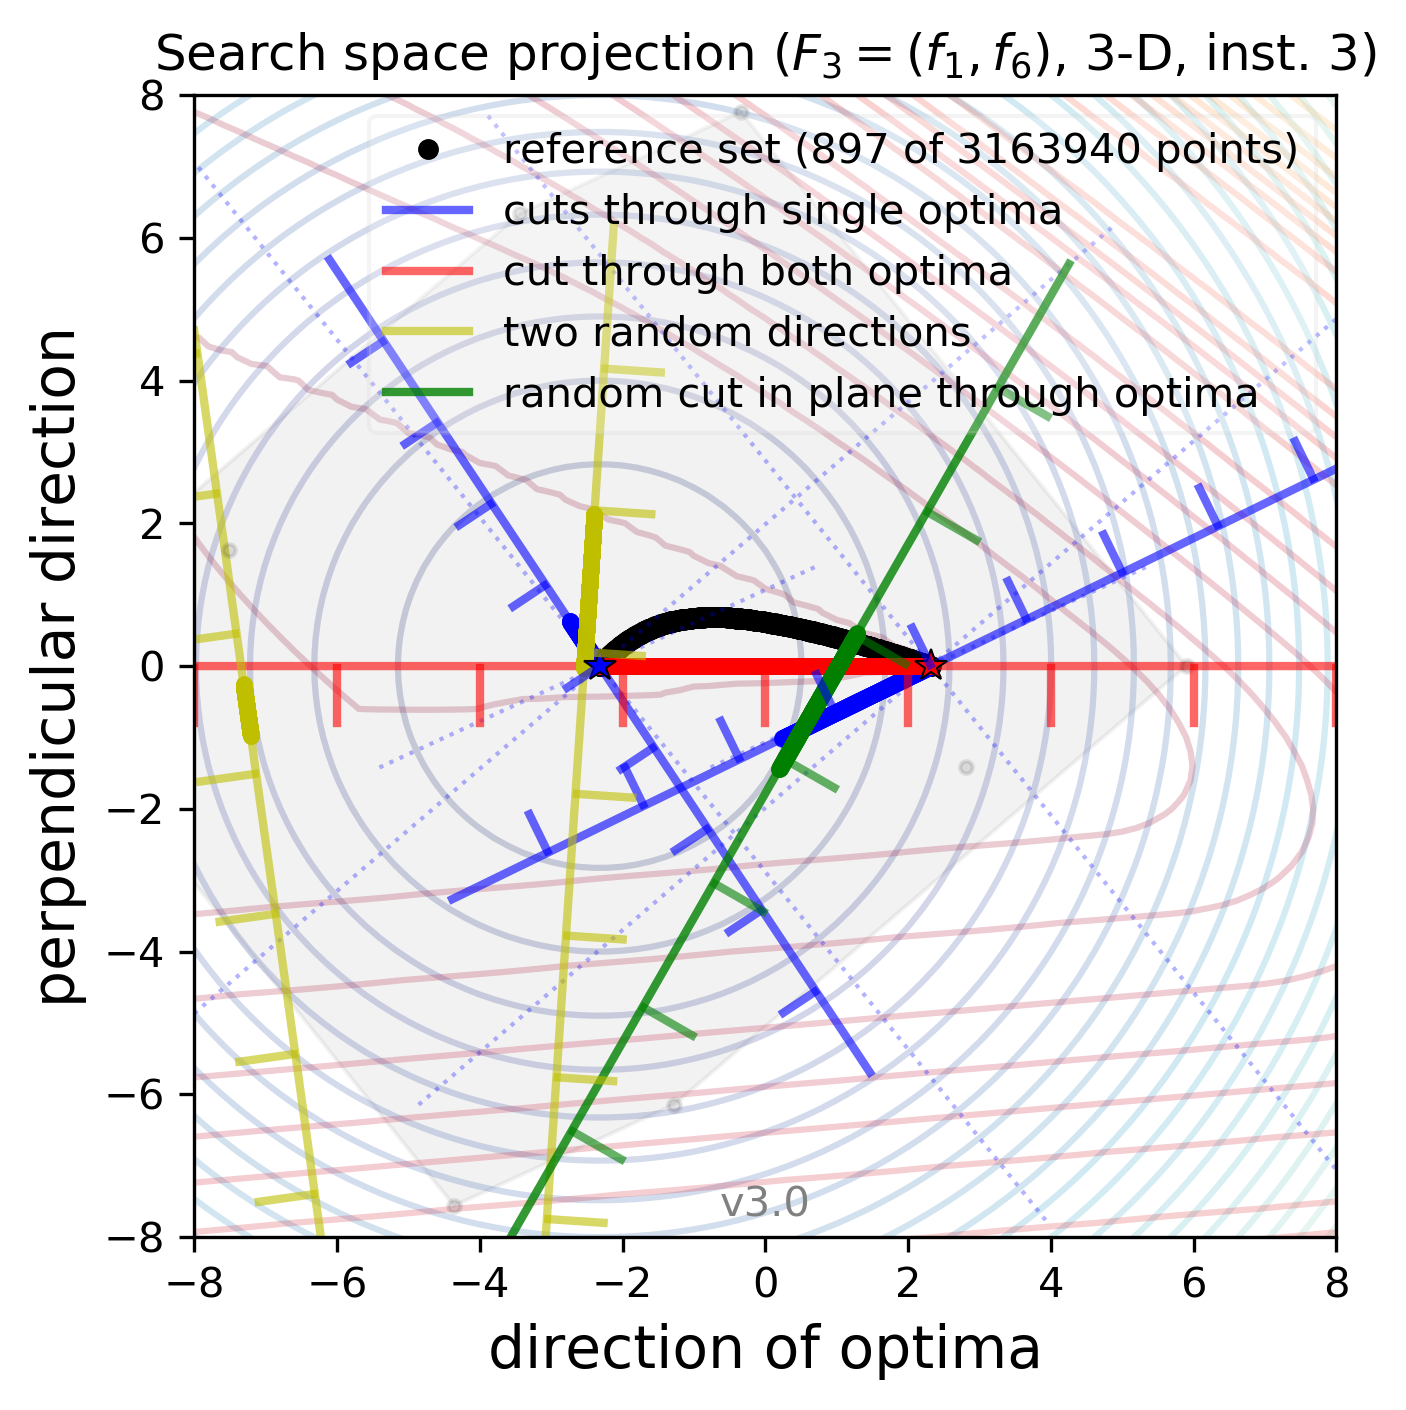 Search space projection (F₃ = (f₁, f₆), 3-D, inst. 3)
reference set (897 of 3163940 points)
cuts through single optima
cut through both optima
two random directions
random cut in plane through optima
perpendicular direction
8
6
4
2
0
−2
−4
−6
−8
v3.0
−8 −6 −4 −2 0 2 4 6 8
direction of optima